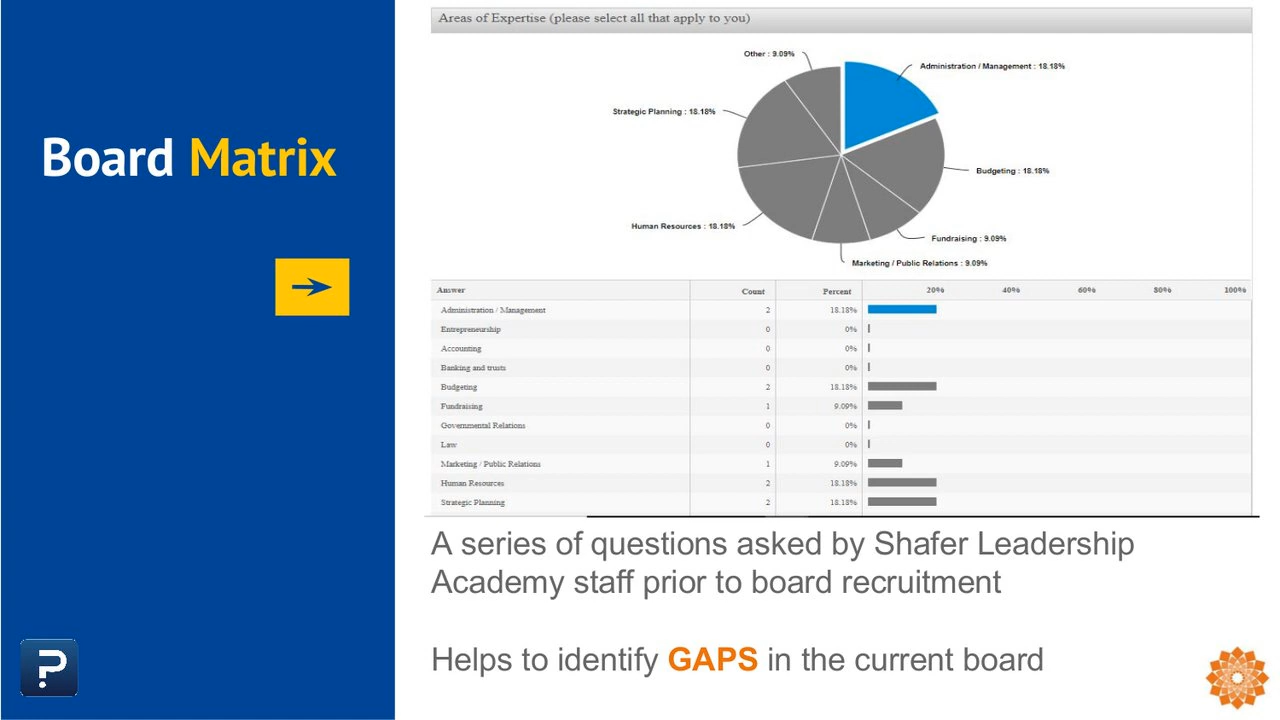 Board Matrix
Areas of Expertise (please select all that apply to you)
Other : 9.09%
Administration / Management : 18.18%
Strategic Planning : 18.18%
Budgeting : 18.18%
Human Resources : 18.18%
Fundraising : 9.09%
Marketing / Public Relations : 9.09%
Answer Count Percent 20% 40% 60% 80% 100%
Administration / Management 2 18.18%
Entrepreneurship 0 0%
Accounting 0 0%
Banking and trusts 0 0%
Budgeting 2 18.18%
Fundraising 1 9.09%
Governmental Relations 0 0%
Law 0 0%
Marketing / Public Relations 1 9.09%
Human Resources 2 18.18%
Strategic Planning 2 18.18%
A series of questions asked by Shafer Leadership
Academy staff prior to board recruitment
Helps to identify GAPS in the current board